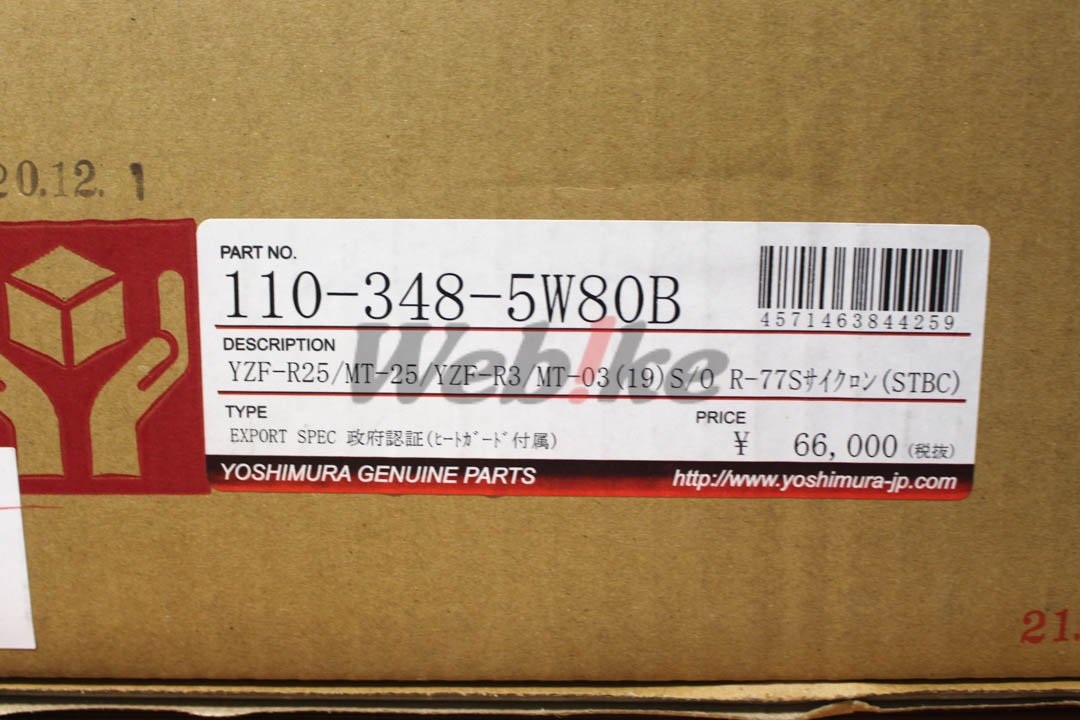 20.12. 1
PART NO.
110-348-5W80B
4571463844259
DESCRIPTION
YZF-R25/MT-25/YZF-R3 MT-03(19)S/O R-77Sサイクロン(STBC)
Web!ke
TYPE
EXPORT SPEC 政府認証(ﾋｰﾄｶﾞｰﾄﾞ付属)
PRICE
¥ 66,000 (税抜)
YOSHIMURA GENUINE PARTS
http://www.yoshimura-jp.com
21.